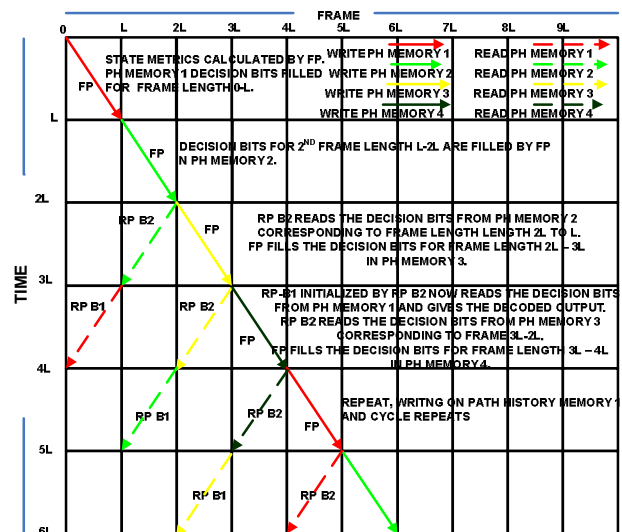 FRAME
0 L 2L 3L 4L 5L 6L 7L 8L 9L
STATE METRICS CALCULATED BY FP.
PH MEMORY 1 DECISION BITS FILLED
FOR FRAME LENGTH 0-L.
WRITE PH MEMORY 1 READ PH MEMORY 1
WRITE PH MEMORY 2 READ PH MEMORY 2
WRITE PH MEMORY 3 READ PH MEMORY 3
WRITE PH MEMORY 4 READ PH MEMORY 4
FP
L
DECISION BITS FOR 2ND FRAME LENGTH L-2L ARE FILLED BY FP
N PH MEMORY 2.
FP
2L
RP B2
FP
RP B2 READS THE DECISION BITS FROM PH MEMORY 2
CORRESPONDING TO FRAME LENGTH LENGTH 2L TO L.
FP FILLS THE DECISION BITS FOR FRAME LENGTH 2L – 3L
IN PH MEMORY 3.
TIME
3L
RP-B1 INITIALIZED BY RP B2 NOW READS THE DECISION BITS
FROM PH MEMORY 1 AND GIVES THE DECODED OUTPUT.
RP B2 READS THE DECISION BITS FROM PH MEMORY 3
CORRESPONDING TO FRAME 3L-2L.
FP FILLS THE DECISION BITS FOR FRAME LENGTH 3L – 4L
IN PH MEMORY 4.
RP B1
RP B2
FP
4L
REPEAT, WRITNG ON PATH HISTORY MEMORY 1
AND CYCLE REPEATS
RP B1
RP B2
FP
5L
RP B1
RP B2
6L